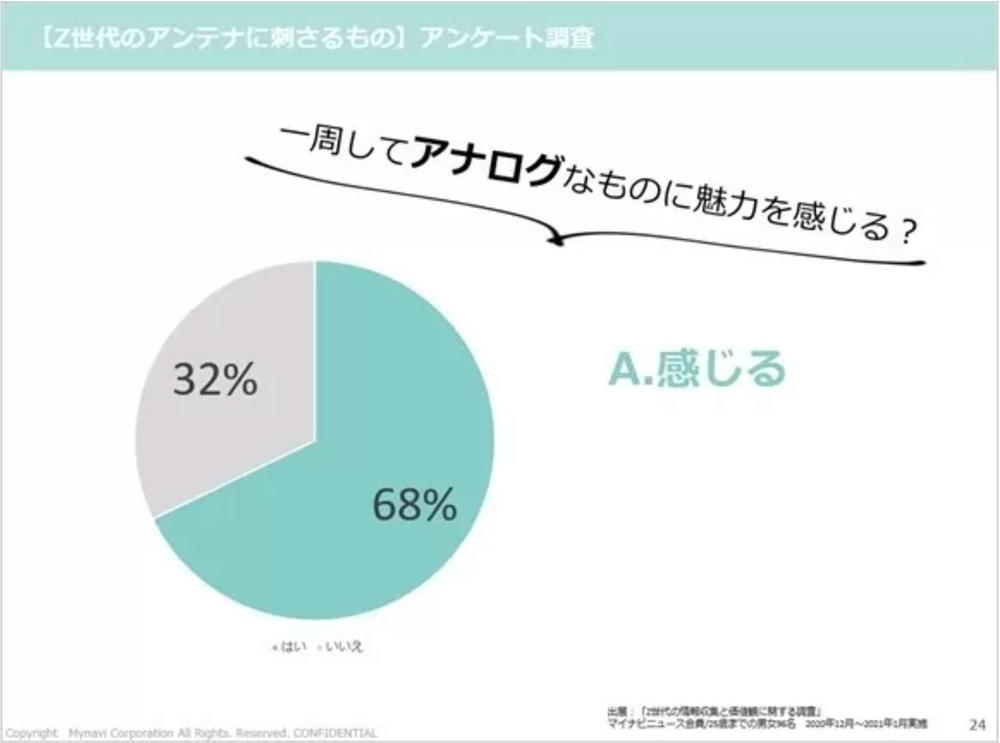 【Z世代のアンテナに刺さるもの】アンケート調査
一周してアナログなものに魅力を感じる？
A.感じる
32%
68%
はい いいえ
出展：「Z世代の情報収集と価値観に関する調査」
マイナビニュース会員/25歳までの男女96名 2020年12月～2021年1月実施
24
Copyright Mynavi Corporation All Rights. Reserved. CONFIDENTIAL